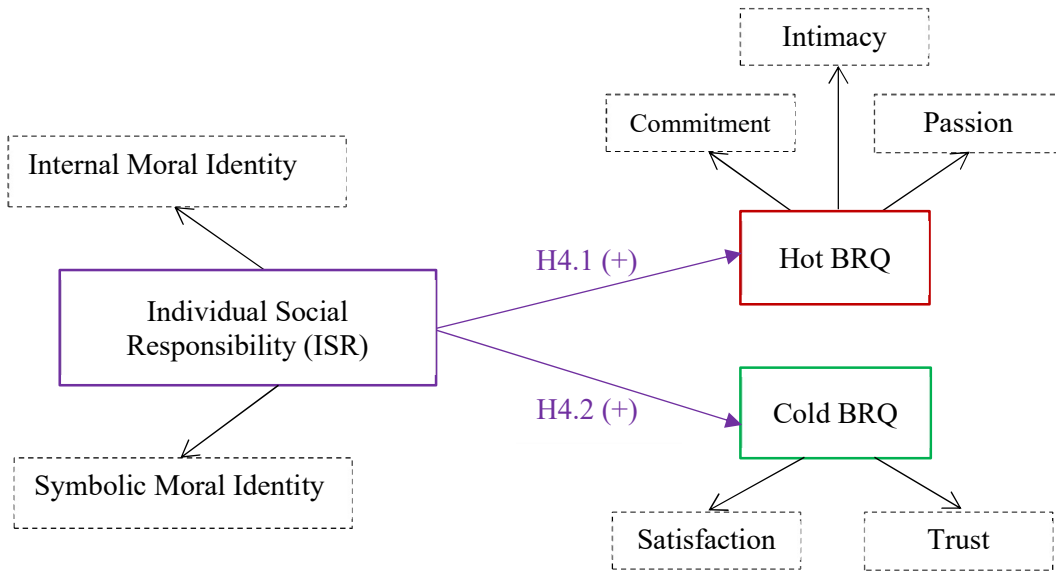 Intimacy
Commitment
Passion
Internal Moral Identity
H4.1 (+)
Hot BRQ
Individual Social
Responsibility (ISR)
H4.2 (+)
Cold BRQ
Symbolic Moral Identity
Satisfaction
Trust